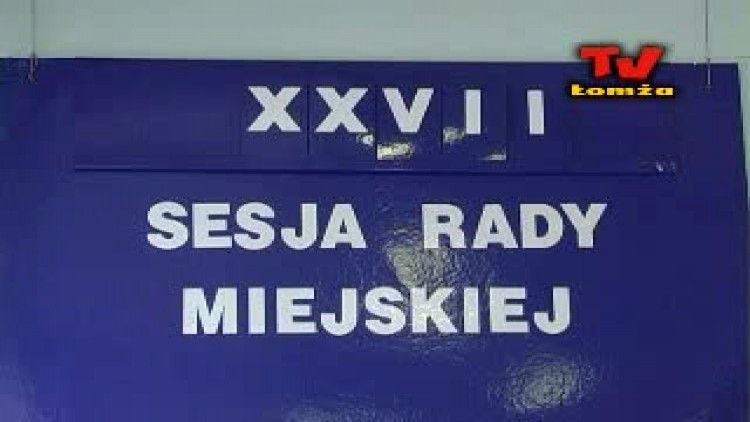 TV
Łomża
XXVII
SESJA RADY
MIEJSKIEJ